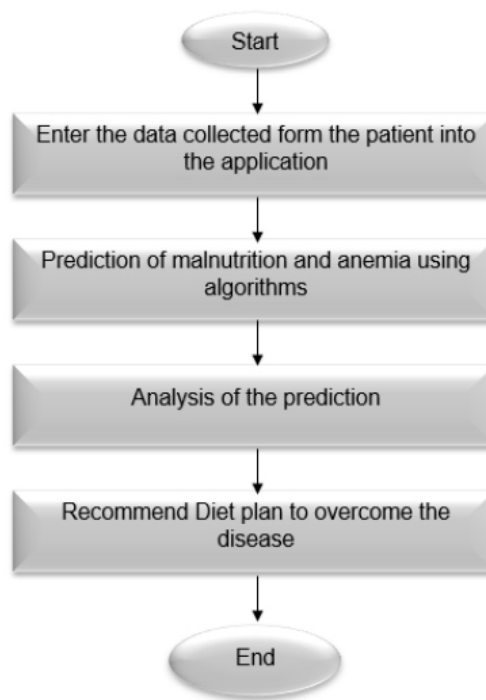 Start
Enter the data collected form the patient into
the application
Prediction of malnutrition and anemia using
algorithms
Analysis of the prediction
Recommend Diet plan to overcome the
disease
End